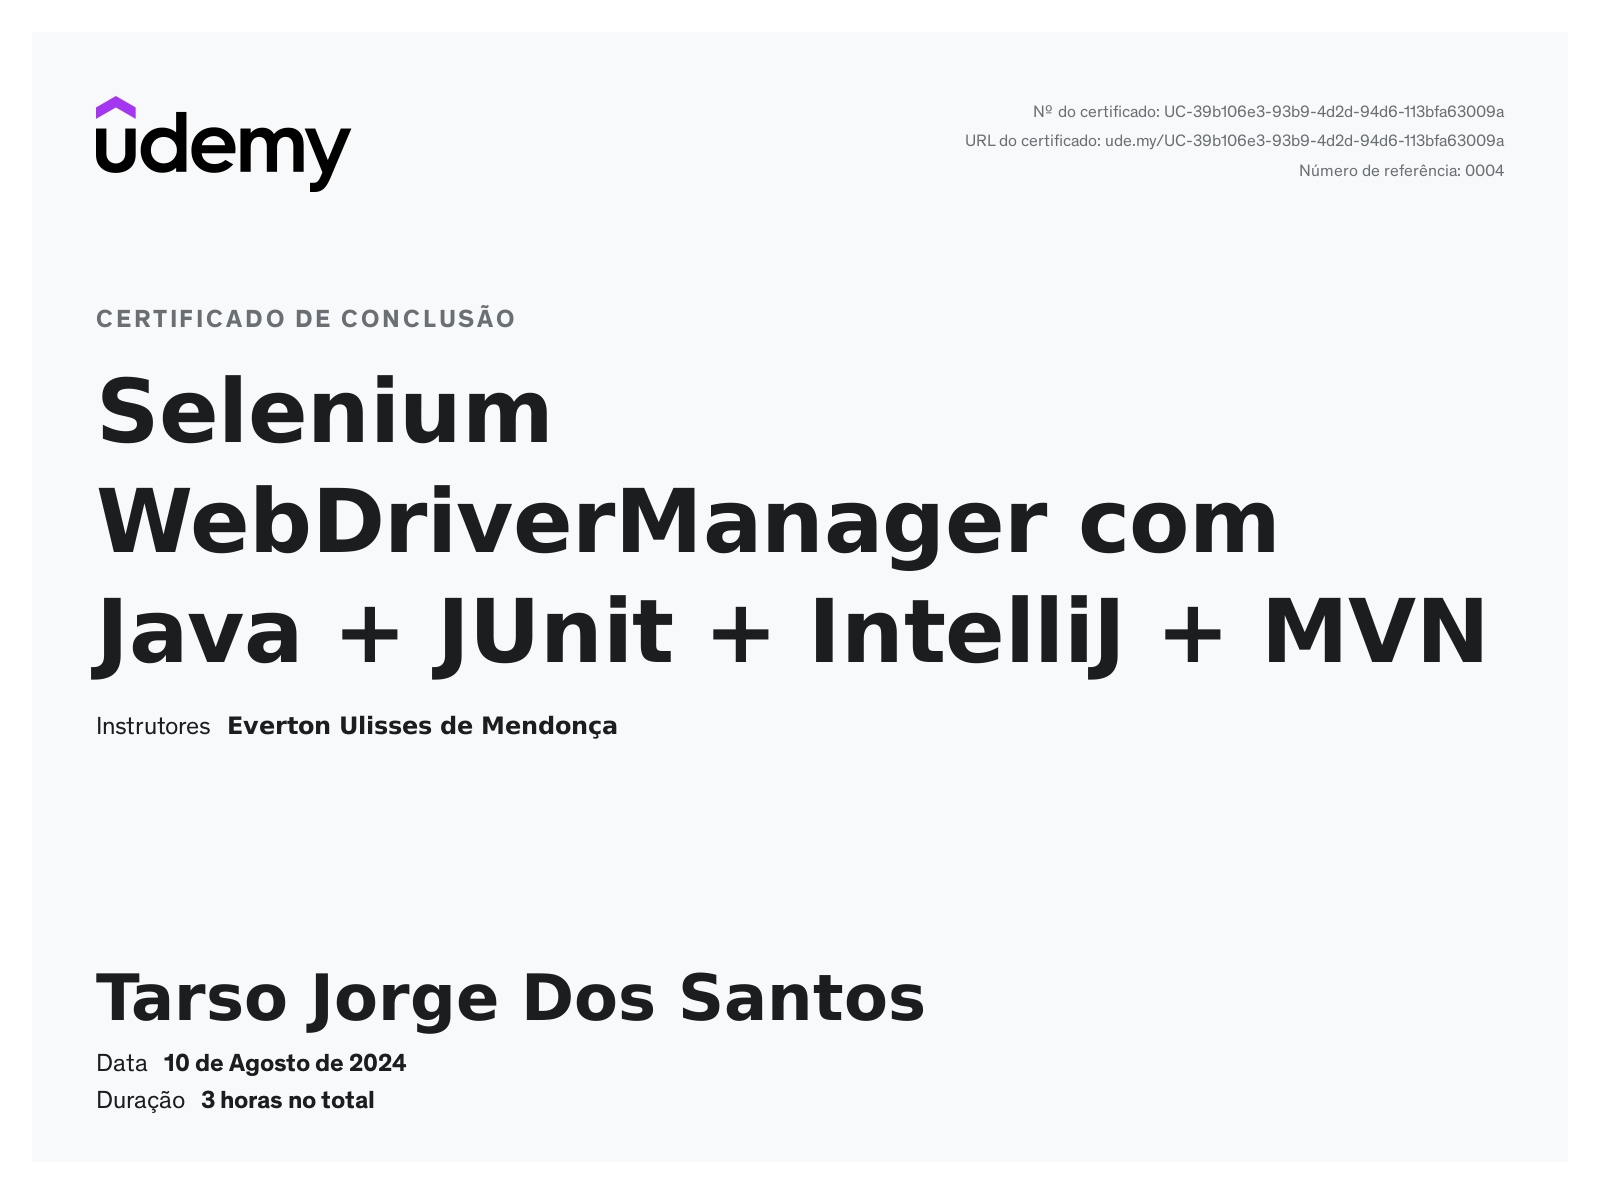 udemy
Nº do certificado: UC-39b106e3-93b9-4d2d-94d6-113bfa63009a
URL do certificado: ude.my/UC-39b106e3-93b9-4d2d-94d6-113bfa63009a
Número de referência: 0004
CERTIFICADO DE CONCLUSÃO
Selenium
WebDriverManager com
Java + JUnit + IntelliJ + MVN
Instrutores Everton Ulisses de Mendonça
Tarso Jorge Dos Santos
Data 10 de Agosto de 2024
Duração 3 horas no total